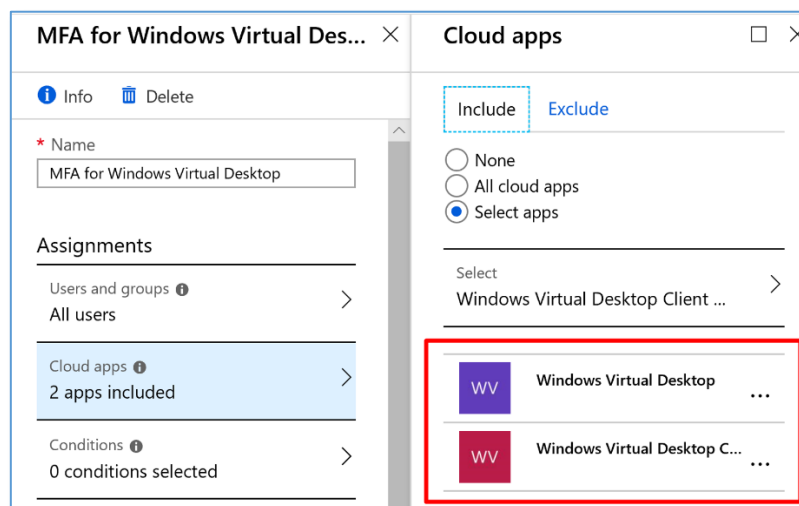 MFA for Windows Virtual Des...
Info
Delete
* Name
MFA for Windows Virtual Desktop
Assignments
Users and groups
All users
Cloud apps
2 apps included
Conditions
0 conditions selected
Cloud apps
Include
Exclude
None
All cloud apps
Select apps
Select
Windows Virtual Desktop Client ...
WV
Windows Virtual Desktop
...
WV
Windows Virtual Desktop C...
...